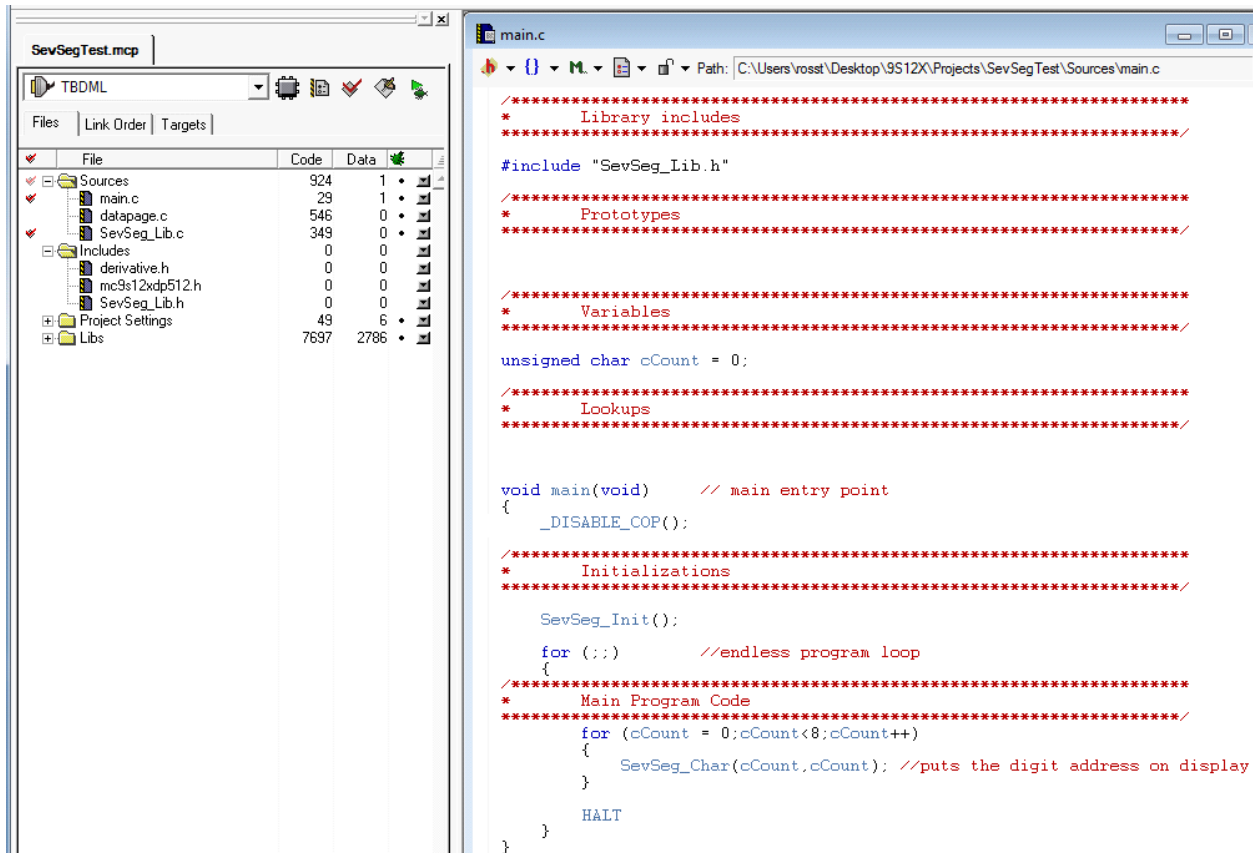 SevSegTest.mcp
TBDML
Files Link Order Targets
File Code Data
Sources 924 1
main.c 29 1
datapage.c 546 0
SevSeg_Lib.c 349 0
Includes 0 0
derivative.h 0 0
mc9s12xdp512.h 0 0
SevSeg_Lib.h 0 0
Project Settings 49 6
Libs 7697 2786
main.c
h {} M. Path: C:\Users\rosst\Desktop\9S12X\Projects\SevSegTest\Sources\main.c
/********************************************************************
*       Library includes
********************************************************************/
#include "SevSeg_Lib.h"
/********************************************************************
*       Prototypes
********************************************************************/
/********************************************************************
*       Variables
********************************************************************/
unsigned char cCount = 0;
/********************************************************************
*       Lookups
********************************************************************/
void main(void)     // main entry point
{
    _DISABLE_COP();
/********************************************************************
*       Initializations
********************************************************************/
    SevSeg_Init();
    for (;;)        //endless program loop
    {
/********************************************************************
*       Main Program Code
********************************************************************/
        for (cCount = 0;cCount<8;cCount++)
        {
            SevSeg_Char(cCount,cCount); //puts the digit address on display
        }
        HALT
    }
}